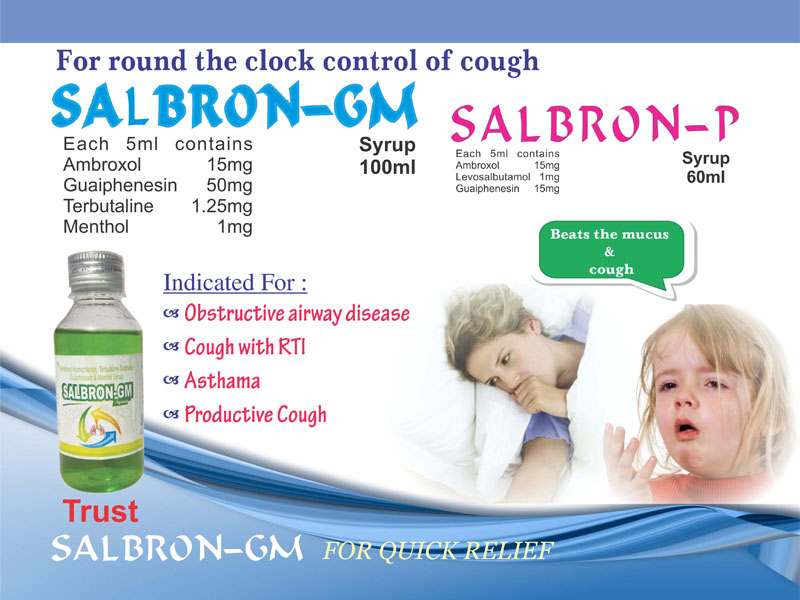 For round the clock control of cough
SALBRON-GM
Each 5ml contains
Ambroxol 15mg
Guaiphenesin 50mg
Terbutaline 1.25mg
Menthol 1mg
Syrup
100ml
SALBRON-P
Each 5ml contains
Ambroxol 15mg
Levosalbutamol 1mg
Guaiphenesin 15mg
Syrup
60ml
Beats the mucus
&
cough
Indicated For :
Obstructive airway disease
Cough with RTI
Asthama
Productive Cough
SALBRON-GM
Trust
SALBRON-GM FOR QUICK RELIEF